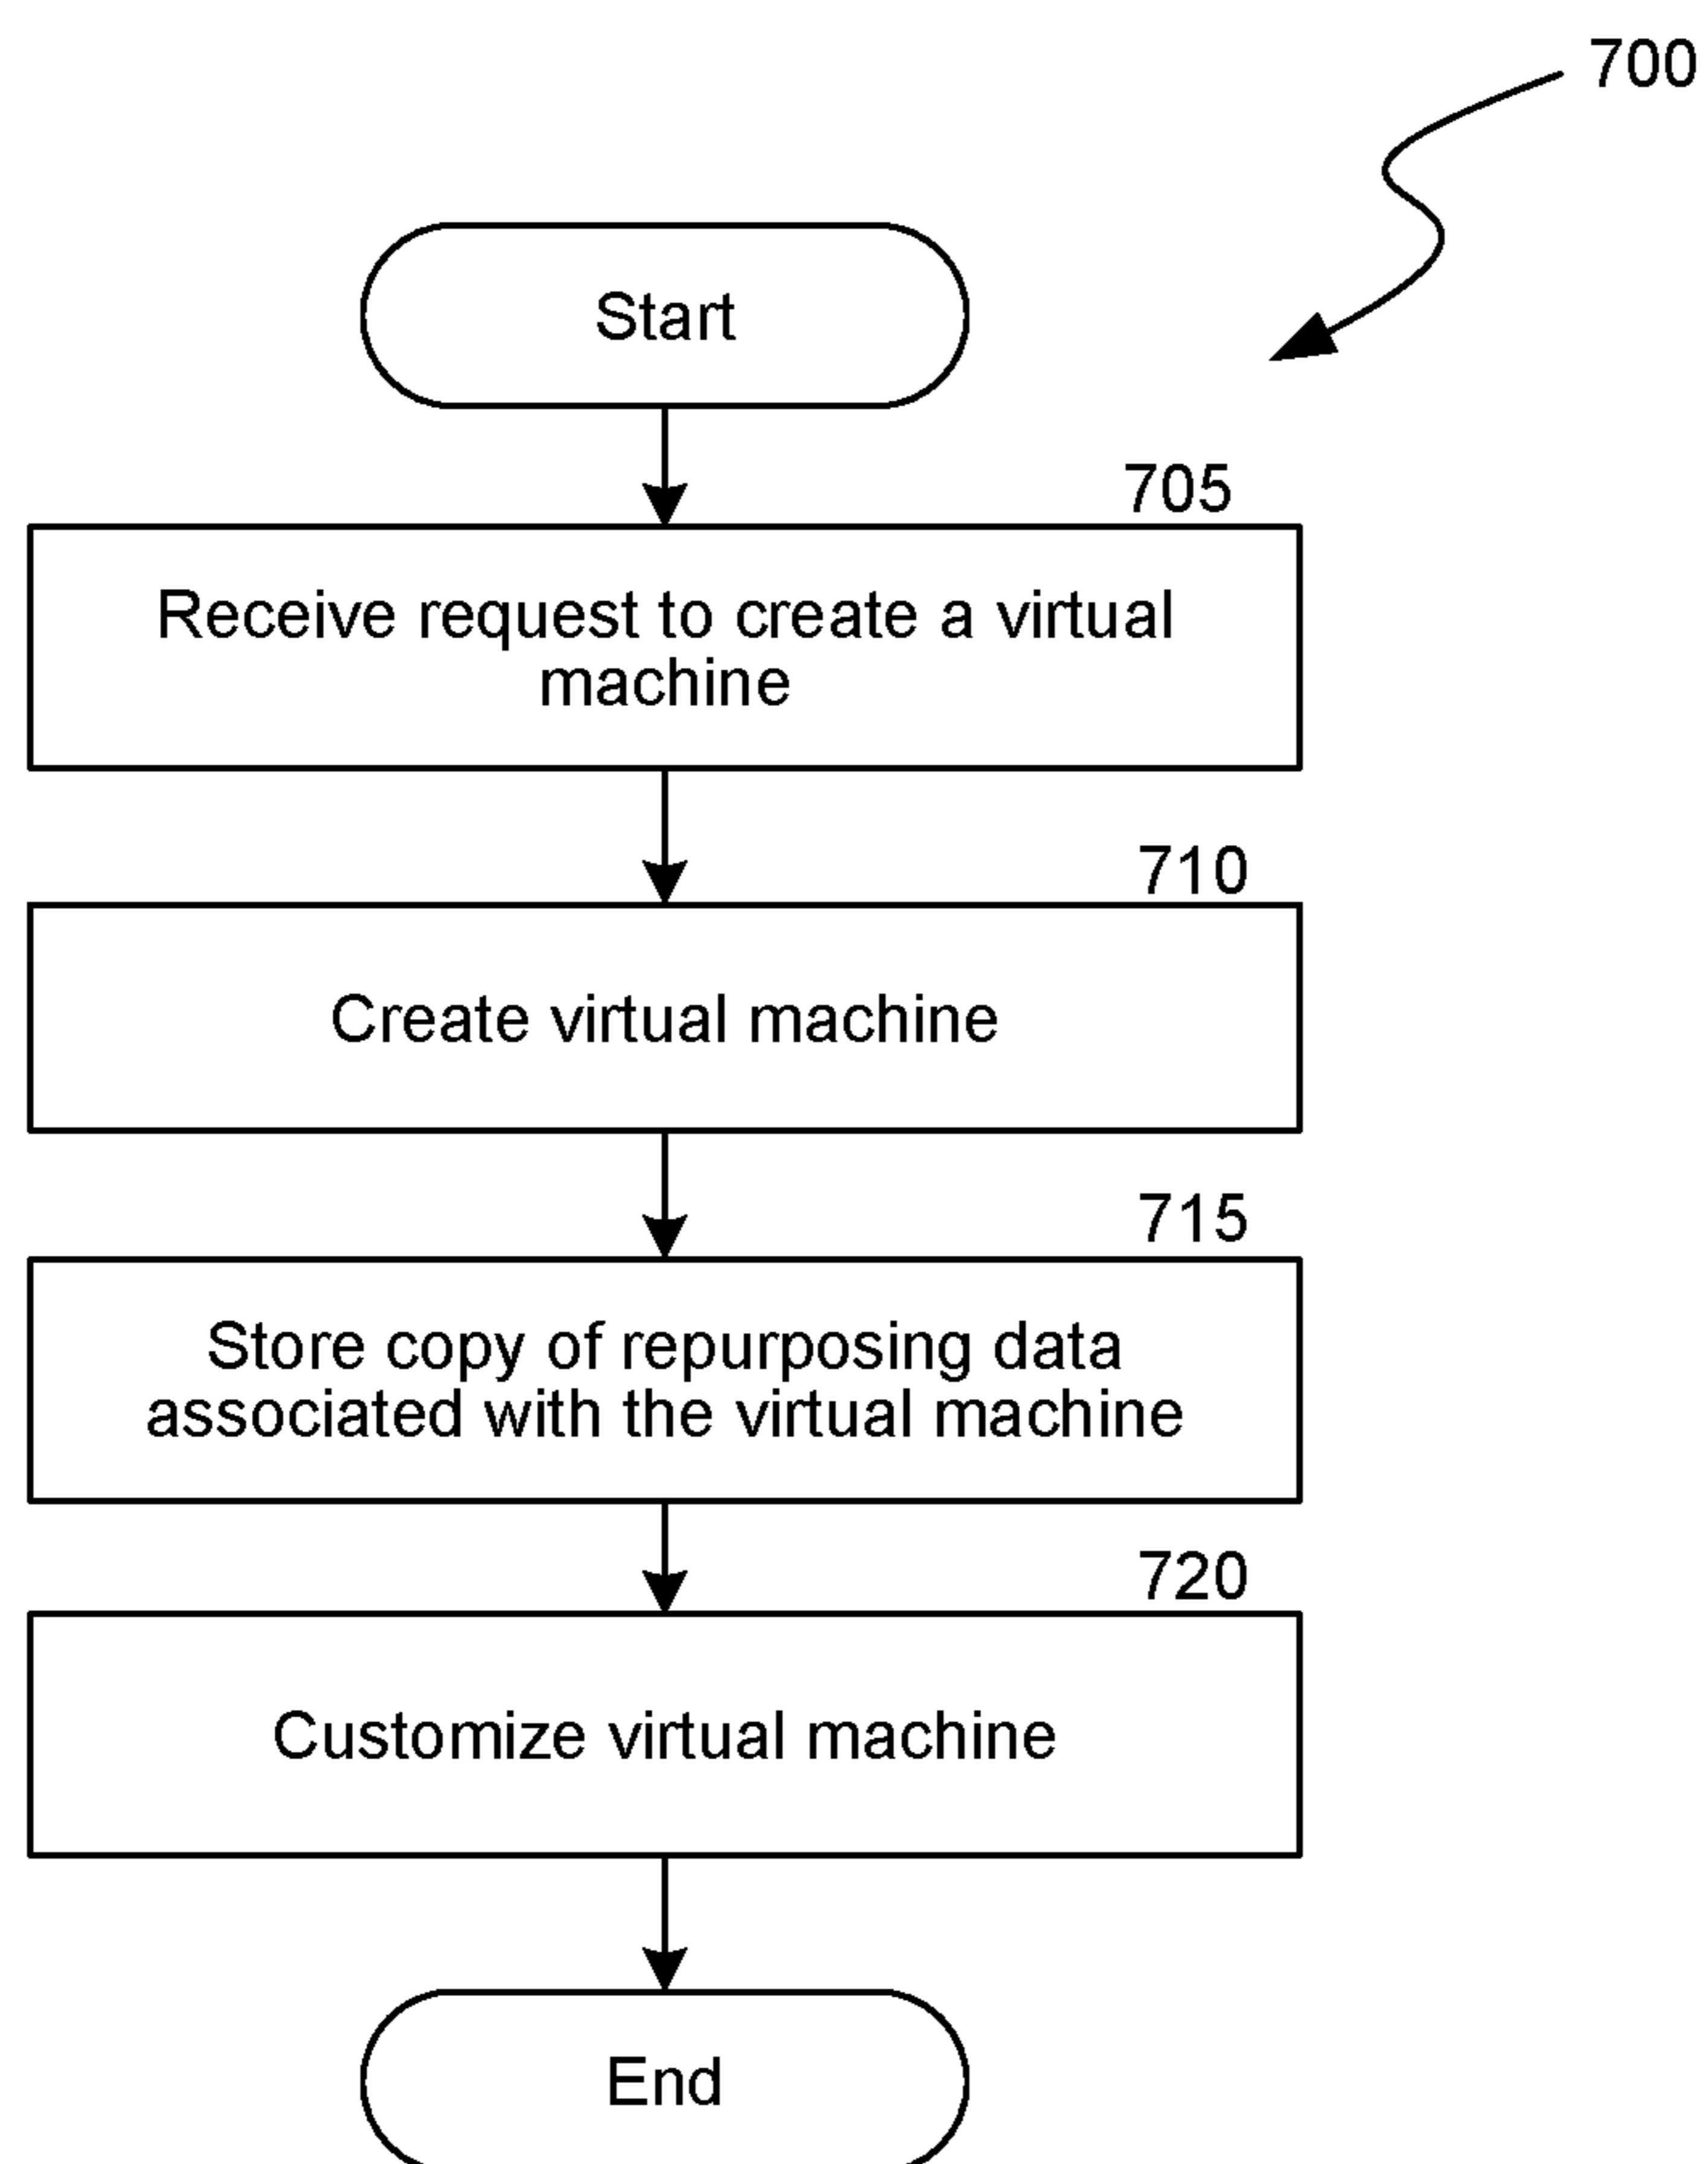 700
Start
705
Receive request to create a virtual
machine
710
Create virtual machine
715
Store copy of repurposing data
associated with the virtual machine
720
Customize virtual machine
End